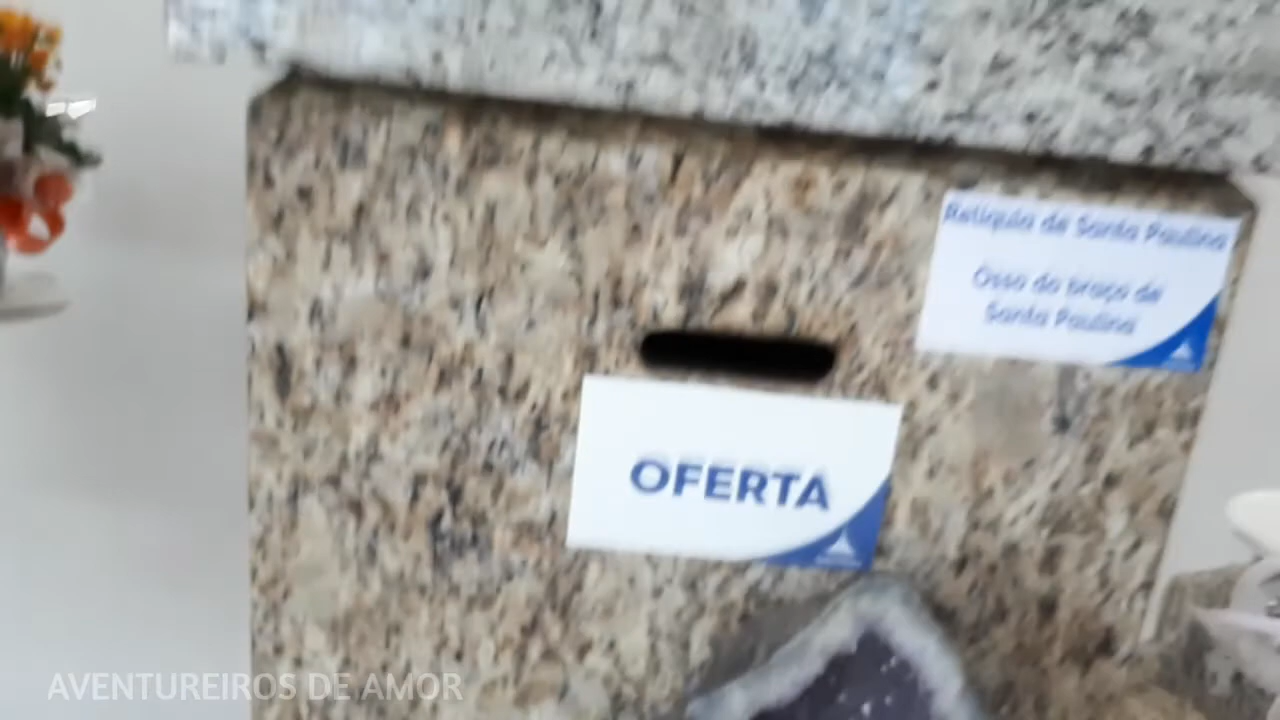 Relíquia de Santa Paulina
Osso do braço de
Santa Paulina
OFERTA
AVENTUREIROS DE AMOR